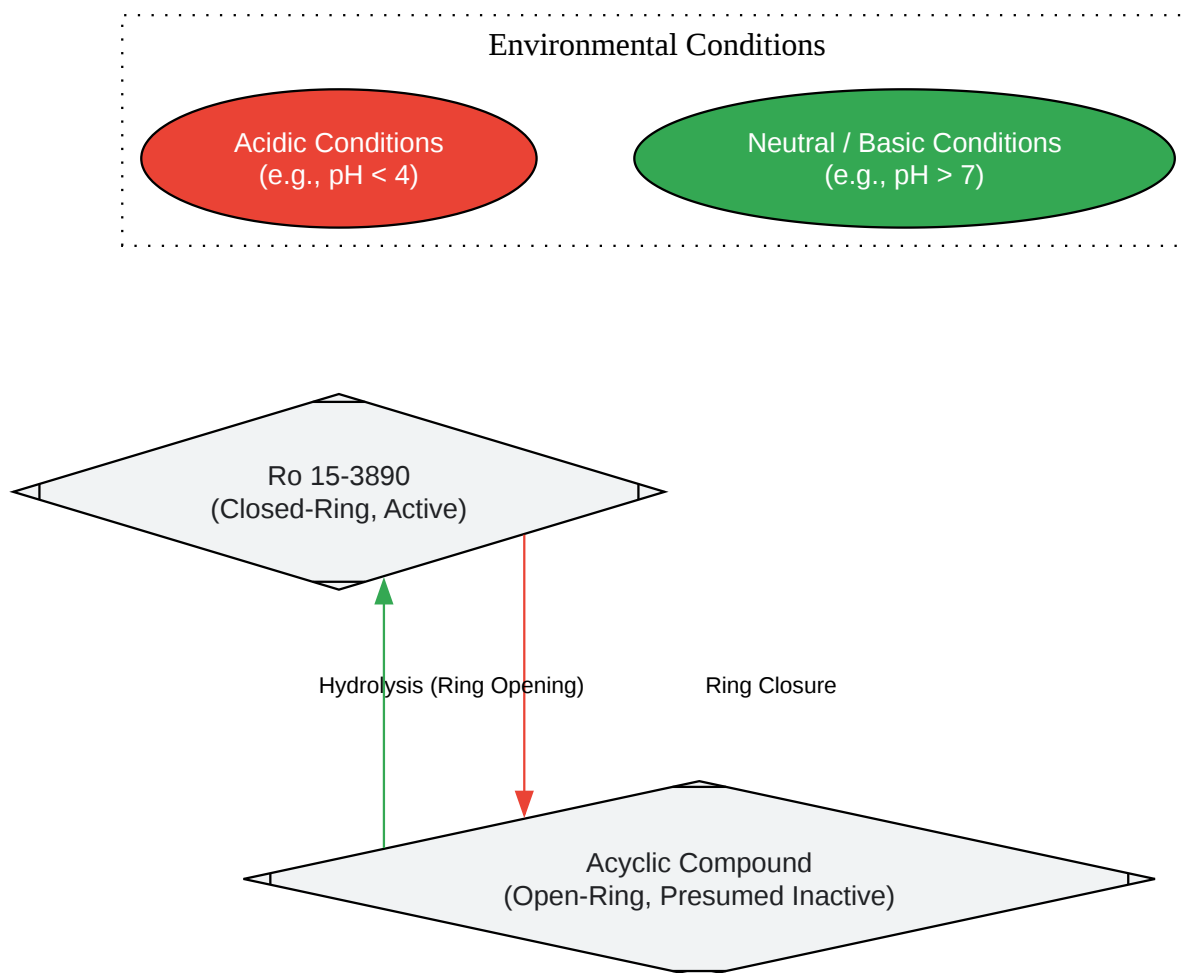 Environmental Conditions
Acidic Conditions
(e.g., pH < 4)
Neutral / Basic Conditions
(e.g., pH > 7)
Ro 15-3890
(Closed-Ring, Active)
Hydrolysis (Ring Opening)
Ring Closure
Acyclic Compound
(Open-Ring, Presumed Inactive)